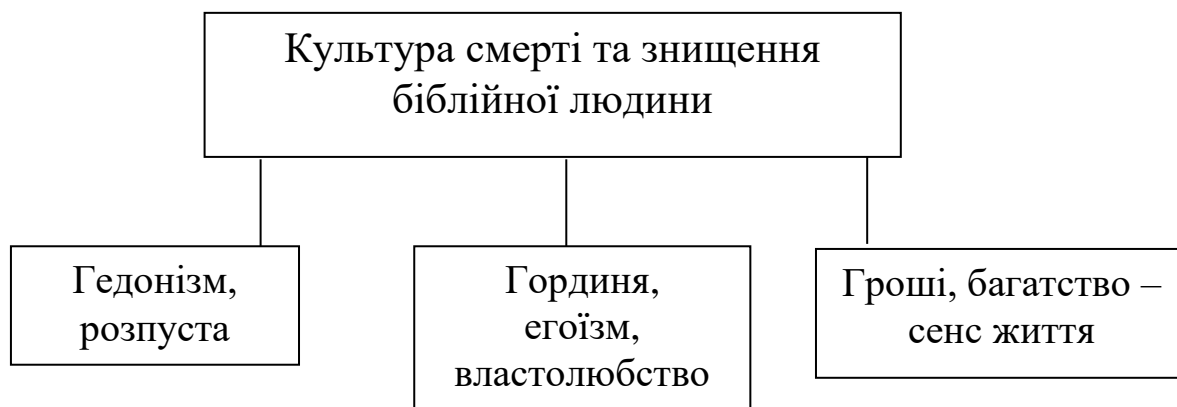 Культура смерті та знищення
біблійної людини
Гедонізм,
розпуста
Гординя,
егоїзм,
властолюбство
Гроші, багатство –
сенс життя